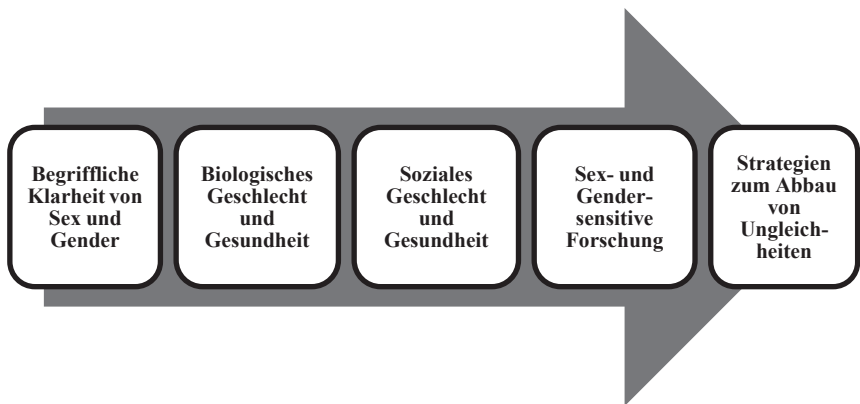 Begriffliche
Klarheit von
Sex und
Gender
Biologisches
Geschlecht
und
Gesundheit
Soziales
Geschlecht
und
Gesundheit
Sex- und
Gender-
sensitive
Forschung
Strategien
zum Abbau
von
Ungleich-
heiten